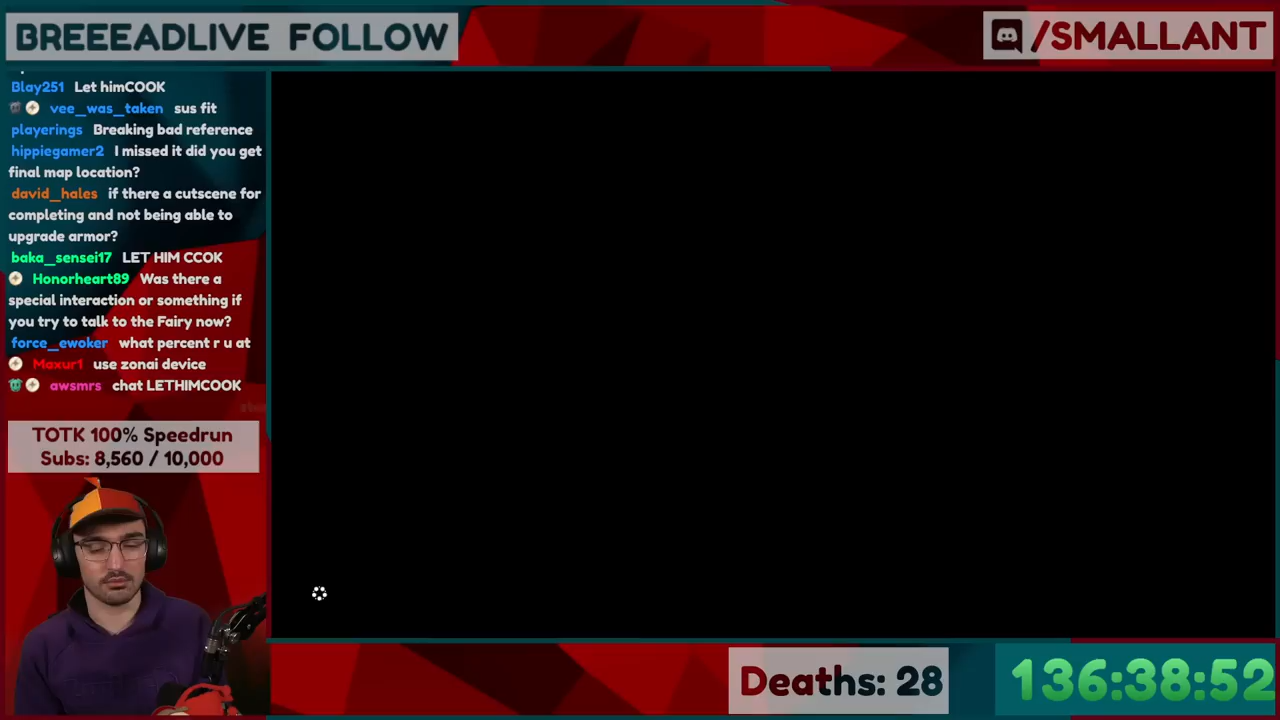 BREEEADLIVE FOLLOW
/SMALLANT
Blay251 Let himCOOK
vee_was_taken sus fit
playerings Breaking bad reference
hippiegamer2 I missed it did you get
final map location?
david_hales if there a cutscene for
completing and not being able to
upgrade armor?
baka_sensei17 LET HIM CCOK
Honorheart89 Was there a
special interaction or something if
you try to talk to the Fairy now?
force_ewoker what percent r u at
Maxur1 use zonai device
awsmrs chat LETHIMCOOK
TOTK 100% Speedrun
Subs: 8,560 / 10,000
Deaths: 28
136:38:52